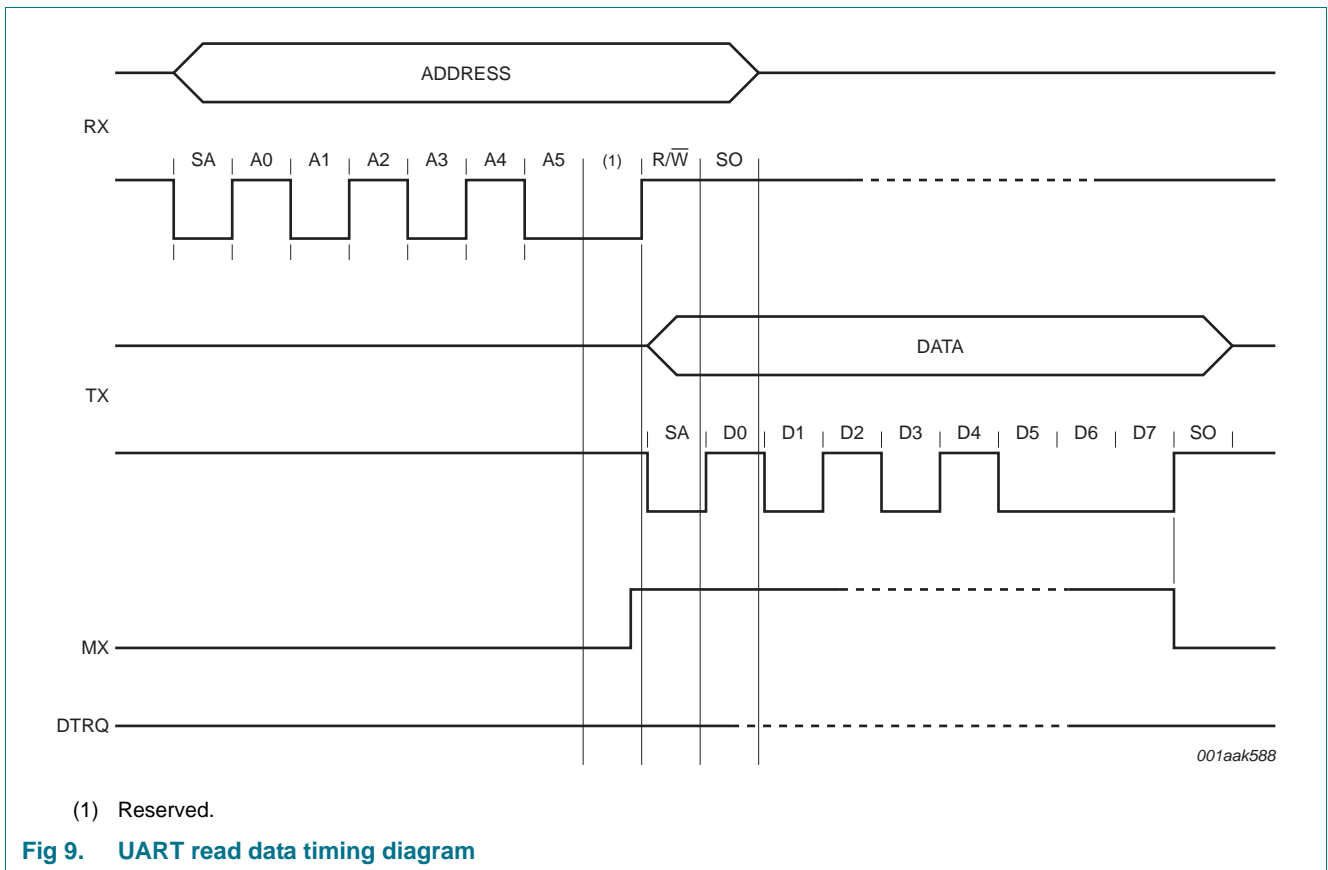 ADDRESS
RX
SA A0 A1 A2 A3 A4 A5 (1) R/W̅ SO
DATA
TX
SA D0 D1 D2 D3 D4 D5 D6 D7 SO
MX
DTRQ
001aak588
(1) Reserved.
Fig 9. UART read data timing diagram